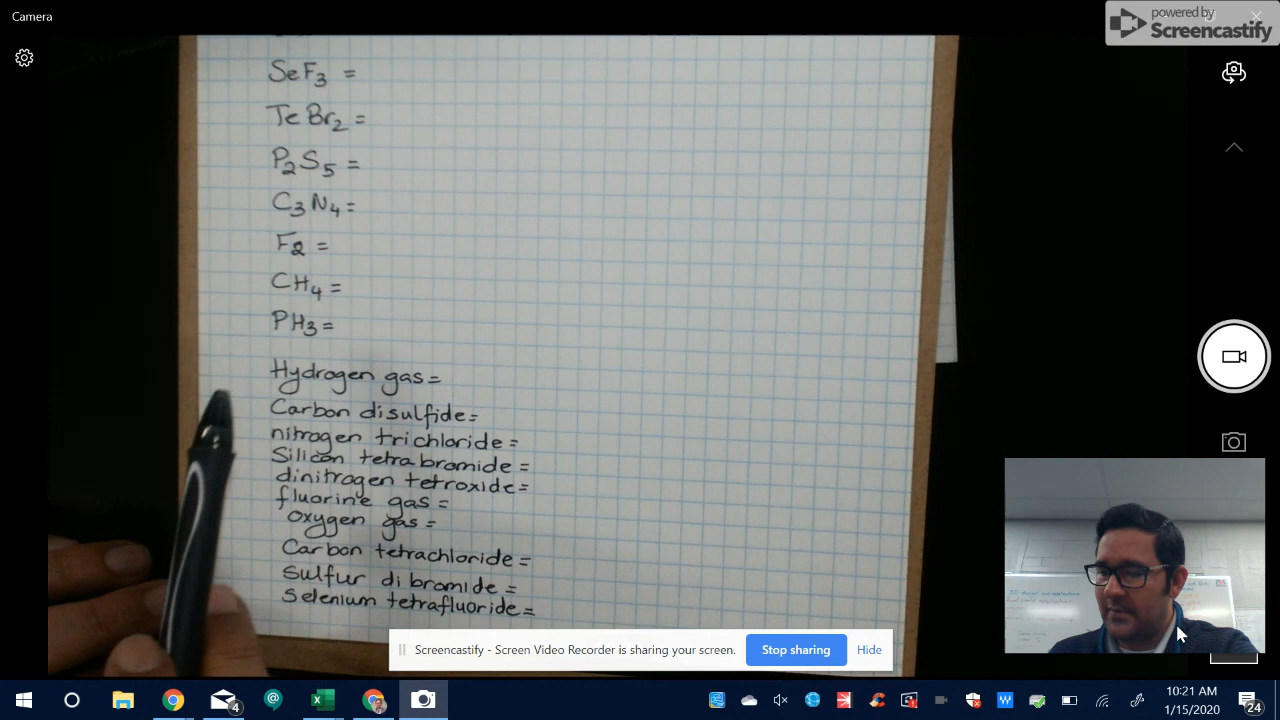 Camera
powered by
Screencastify
SeF3 =
TeBr2 =
P2S5 =
C3N4 =
F2 =
CH4 =
PH3 =
Hydrogen gas =
Carbon disulfide =
nitrogen trichloride =
Silicon tetrabromide =
dinitrogen tetroxide =
fluorine gas =
oxygen gas =
Carbon tetrachloride =
Sulfur dibromide =
Selenium tetrafluoride =
Screencastify - Screen Video Recorder is sharing your screen.
Stop sharing
Hide
4
10:21 AM
1/15/2020
24